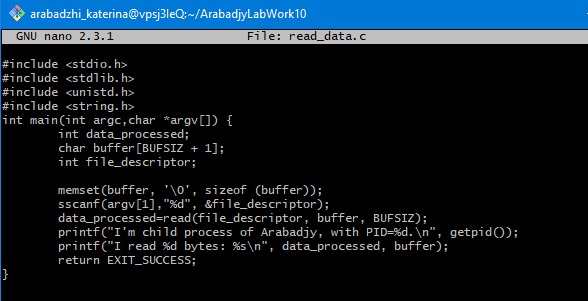 arabadzhi_katerina@vpsj3IeQ:~/ArabadjyLabWork10
GNU nano 2.3.1 File: read_data.c
#include <stdio.h>
#include <stdlib.h>
#include <unistd.h>
#include <string.h>
int main(int argc,char *argv[]) {
        int data_processed;
        char buffer[BUFSIZ + 1];
        int file_descriptor;

        memset(buffer, '\0', sizeof (buffer));
        sscanf(argv[1],"%d", &file_descriptor);
        data_processed=read(file_descriptor, buffer, BUFSIZ);
        printf("I'm child process of Arabadjy, with PID=%d.\n", getpid());
        printf("I read %d bytes: %s\n", data_processed, buffer);
        return EXIT_SUCCESS;
}